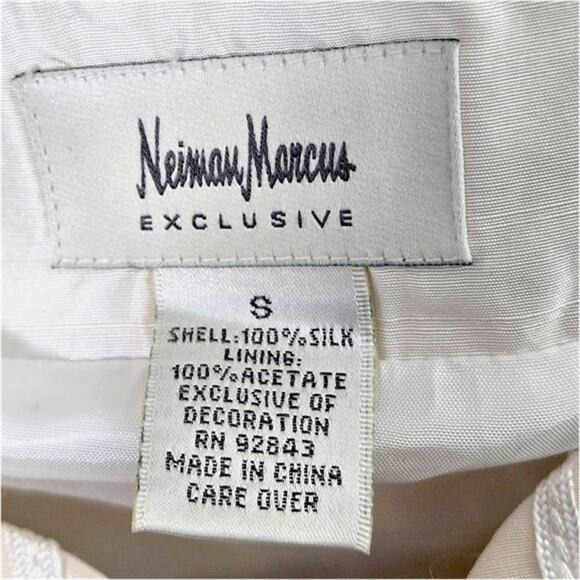 Neiman Marcus
EXCLUSIVE
S
SHELL:100%SILK
LINING:
100%ACETATE
EXCLUSIVE OF
DECORATION
RN 92843
MADE IN CHINA
CARE OVER